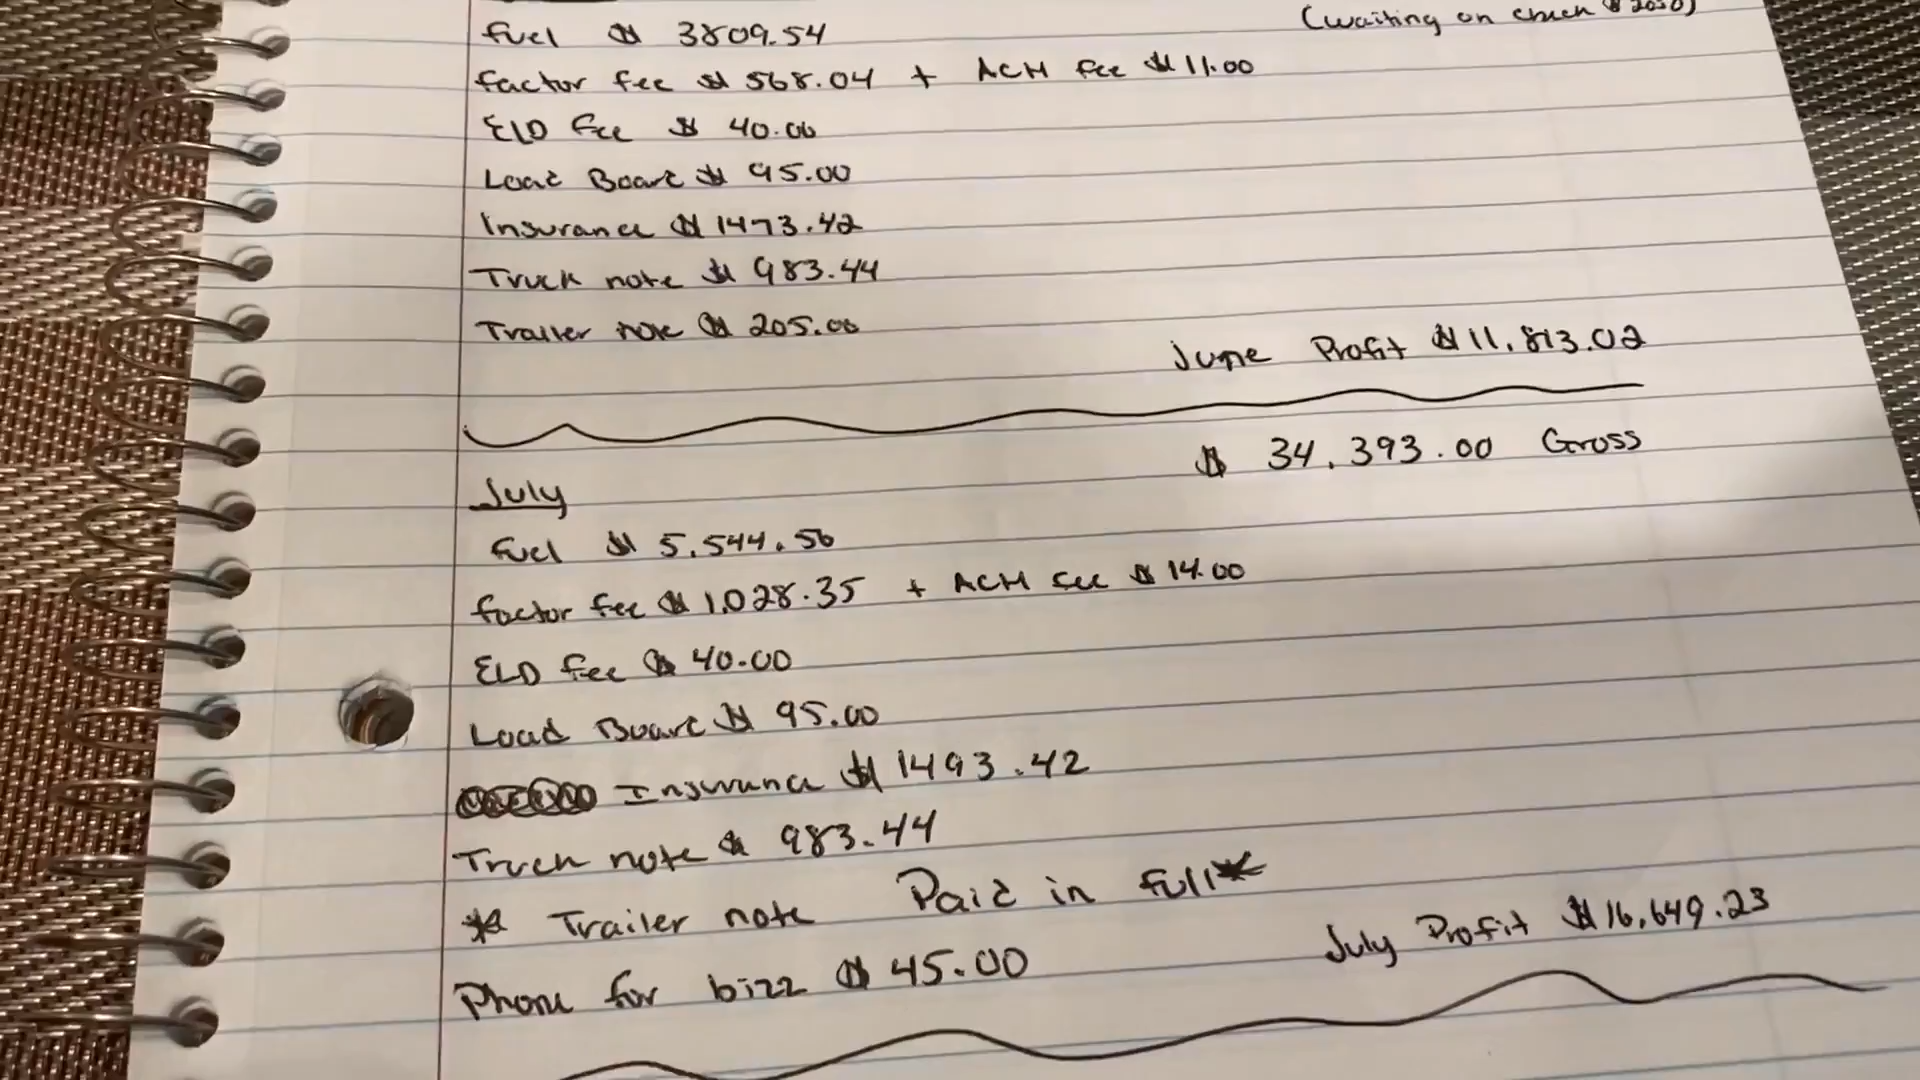 (waiting on check $ 2050)
fuel $ 3809.54
factor fee $ 568.04 + ACH fee $ 11.00
ELD fee $ 40.00
Load Board $ 95.00
Insurance $ 1473.42
Truck note $ 983.44
Trailer note $ 205.00
June Profit $ 11,813.02
$ 34,393.00 Gross
July
fuel $ 5,544.56
factor fee $ 1,028.35 + ACH fee $ 14.00
ELD fee $ 40.00
Load Board $ 95.00
Insurance $ 1493.42
Truck note $ 983.44
* Trailer note Paid in full *
July Profit $ 16,649.23
Phone for bizz $ 45.00